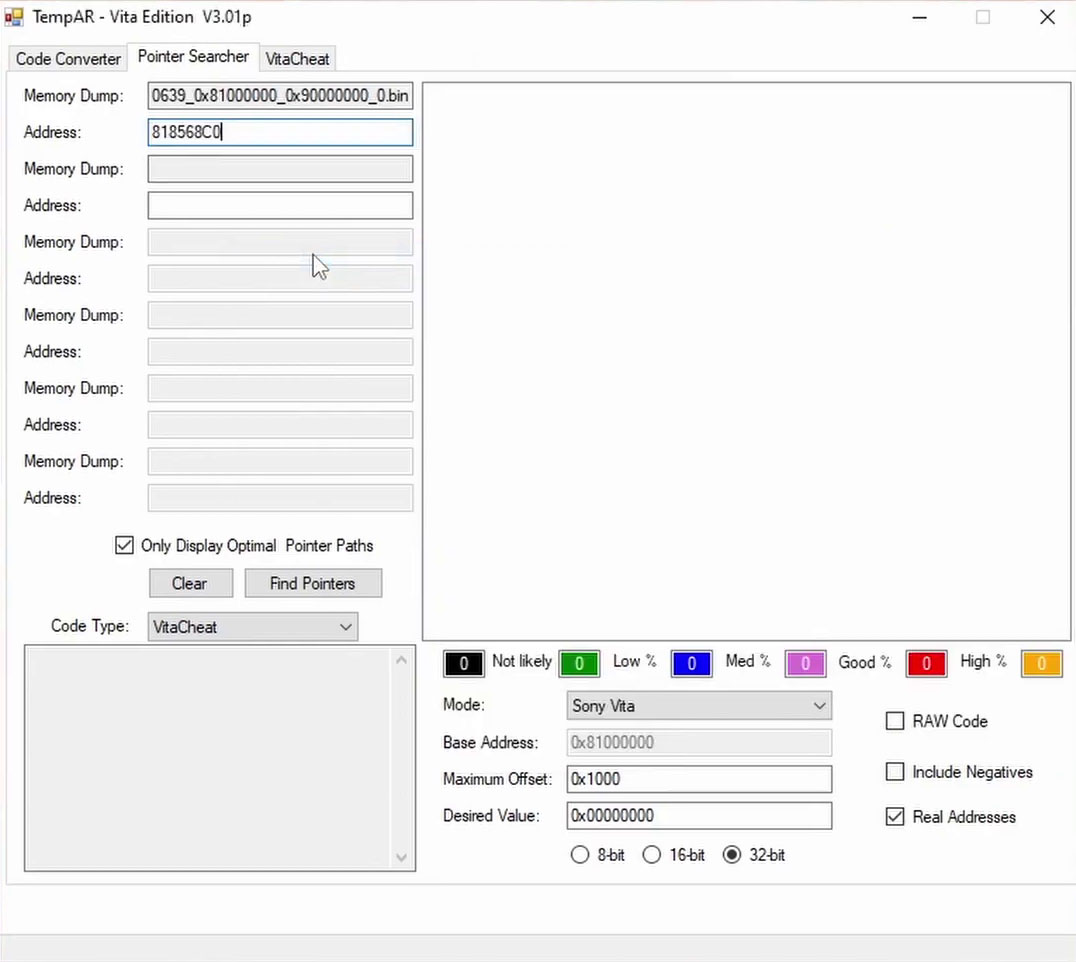 TempAR - Vita Edition V3.01p
Code Converter
Pointer Searcher
VitaCheat
Memory Dump:
0639_0x81000000_0x90000000_0.bin
Address:
818568C0
Memory Dump:
Address:
Memory Dump:
Address:
Memory Dump:
Address:
Memory Dump:
Address:
Memory Dump:
Address:
Only Display Optimal Pointer Paths
Clear
Find Pointers
Code Type:
VitaCheat
0 Not likely
0 Low %
0 Med %
0 Good %
0 High %
0
Mode:
Sony Vita
Base Address:
0x81000000
Maximum Offset:
0x1000
Desired Value:
0x00000000
8-bit
16-bit
32-bit
RAW Code
Include Negatives
Real Addresses